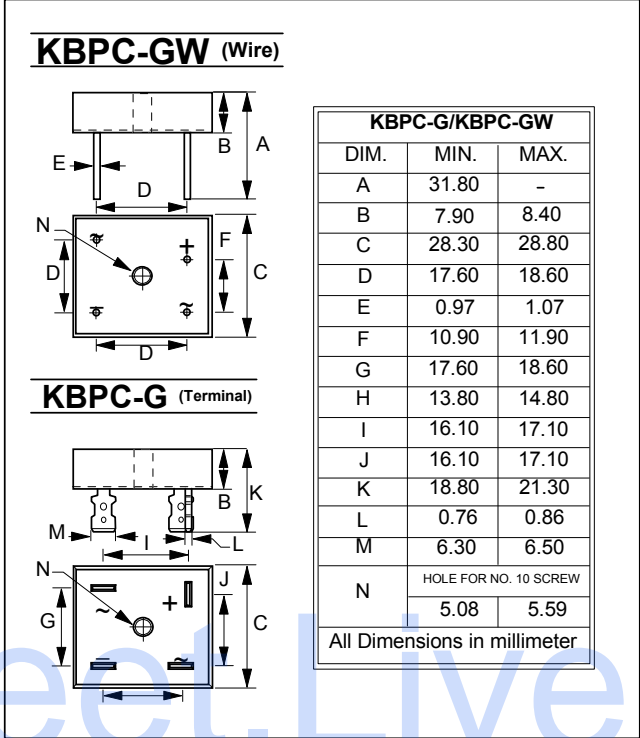 KBPC-GW (Wire)
B
A
E
D
N
~
+
F
D
C
−
~
D
KBPC-G (Terminal)
B
K
M
I
L
N
J
~
+
G
C
−
~
KBPC-G/KBPC-GW
DIM. MIN. MAX.
A 31.80 -
B 7.90 8.40
C 28.30 28.80
D 17.60 18.60
E 0.97 1.07
F 10.90 11.90
G 17.60 18.60
H 13.80 14.80
I 16.10 17.10
J 16.10 17.10
K 18.80 21.30
L 0.76 0.86
M 6.30 6.50
N HOLE FOR NO. 10 SCREW
5.08 5.59
All Dimensions in millimeter
eet.Live